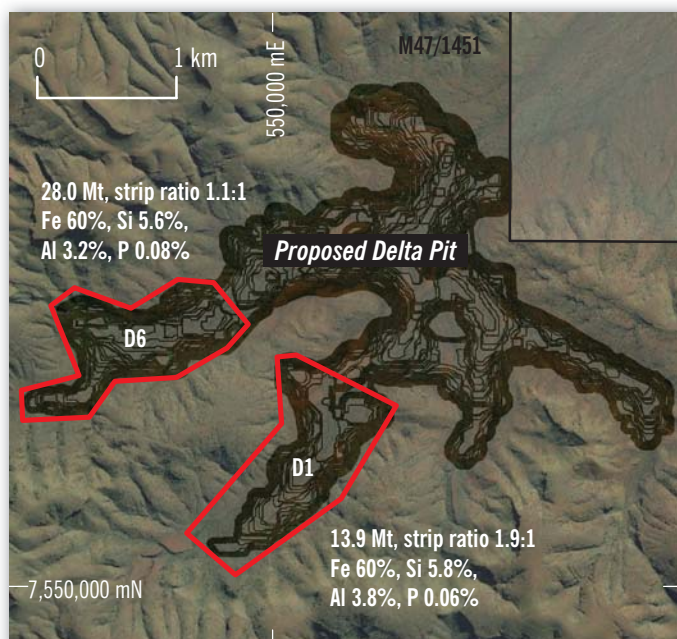 0 1 km
550,000 mE
M47/1451
28.0 Mt, strip ratio 1.1:1
Fe 60%, Si 5.6%,
Al 3.2%, P 0.08%
Proposed Delta Pit
D6
D1
13.9 Mt, strip ratio 1.9:1
Fe 60%, Si 5.8%,
Al 3.8%, P 0.06%
7,550,000 mN